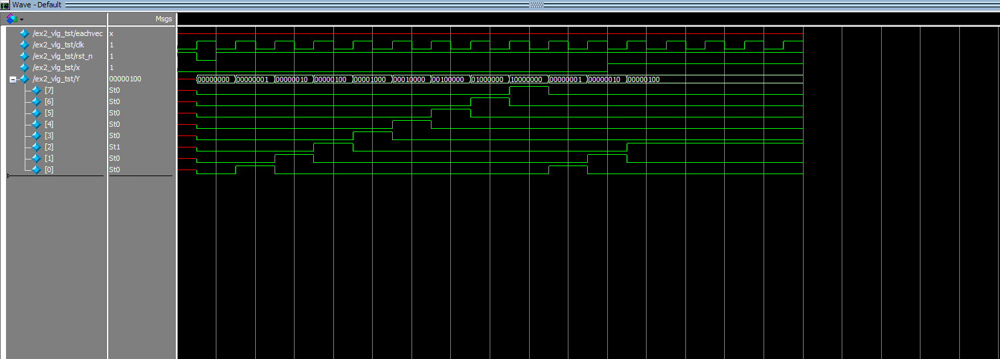 Wave - Default
Msgs
/ex2_vlg_tst/eachvec x
/ex2_vlg_tst/clk 1
/ex2_vlg_tst/rst_n 1
/ex2_vlg_tst/x 1
/ex2_vlg_tst/Y 00000100 00000000 00000001 00000010 00000100 00001000 00010000 00100000 01000000 10000000 00000001 00000010 00000100
[7] St0
[6] St0
[5] St0
[4] St0
[3] St0
[2] St1
[1] St0
[0] St0